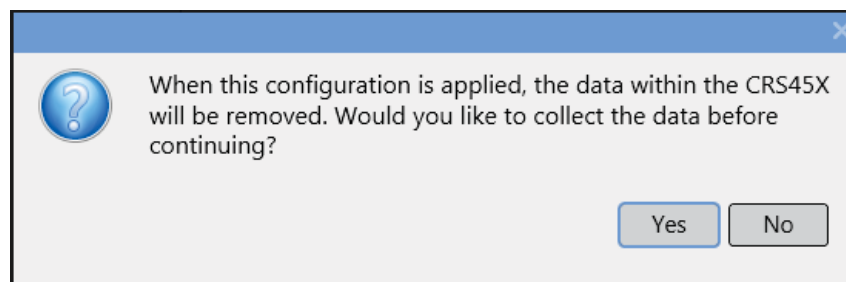 When this configuration is applied, the data within the CRS45X
will be removed. Would you like to collect the data before
continuing?
Yes No